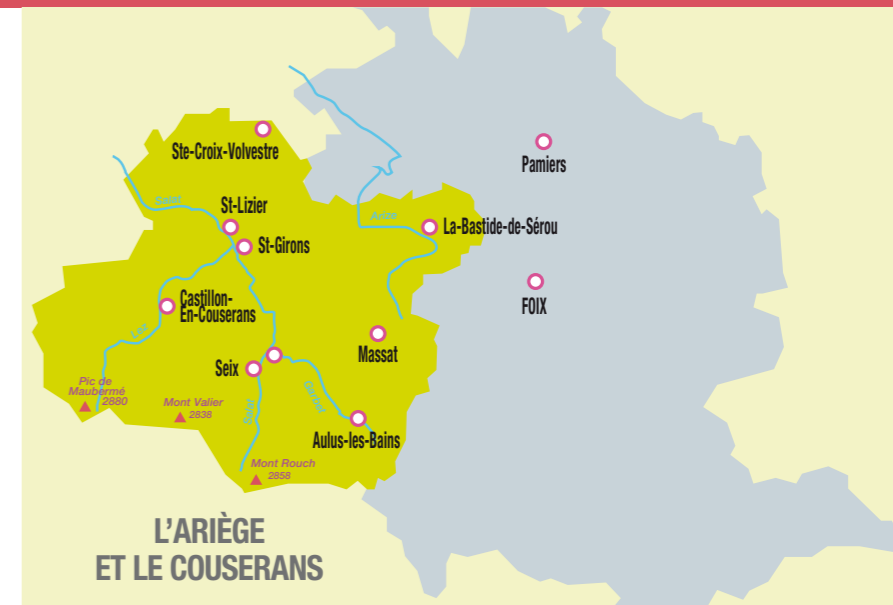 Ste-Croix-Volvestre
Pamiers
Salat
St-Lizier
Arize
La-Bastide-de-Sérou
St-Girons
FOIX
Castillon-
En-Couserans
Lez
Massat
Seix
Garbet
Salat
Pic de
Maubermé
2880
Mont Valier
2838
Aulus-les-Bains
Mont Rouch
2858
L'ARIÈGE
ET LE COUSERANS